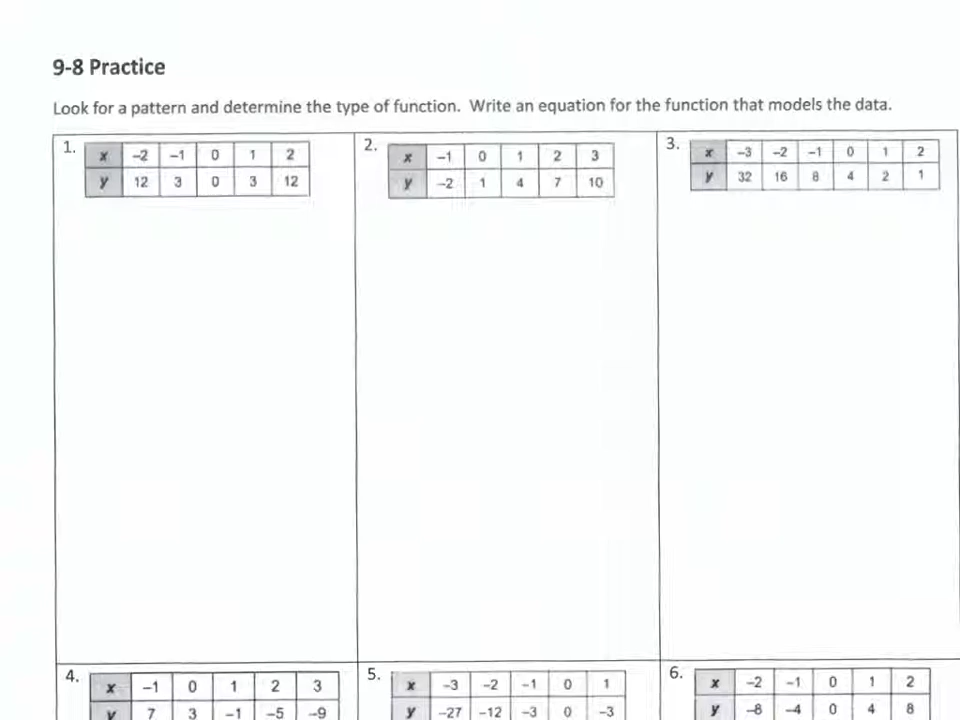 9-8 Practice
Look for a pattern and determine the type of function. Write an equation for the function that models the data.
1.
x -2 -1 0 1 2
y 12 3 0 3 12
2.
x -1 0 1 2 3
y -2 1 4 7 10
3.
x -3 -2 -1 0 1 2
y 32 16 8 4 2 1
4.
x -1 0 1 2 3
y 7 3 -1 -5 -9
5.
x -3 -2 -1 0 1
y -27 -12 -3 0 -3
6.
x -2 -1 0 1 2
y -8 -4 0 4 8